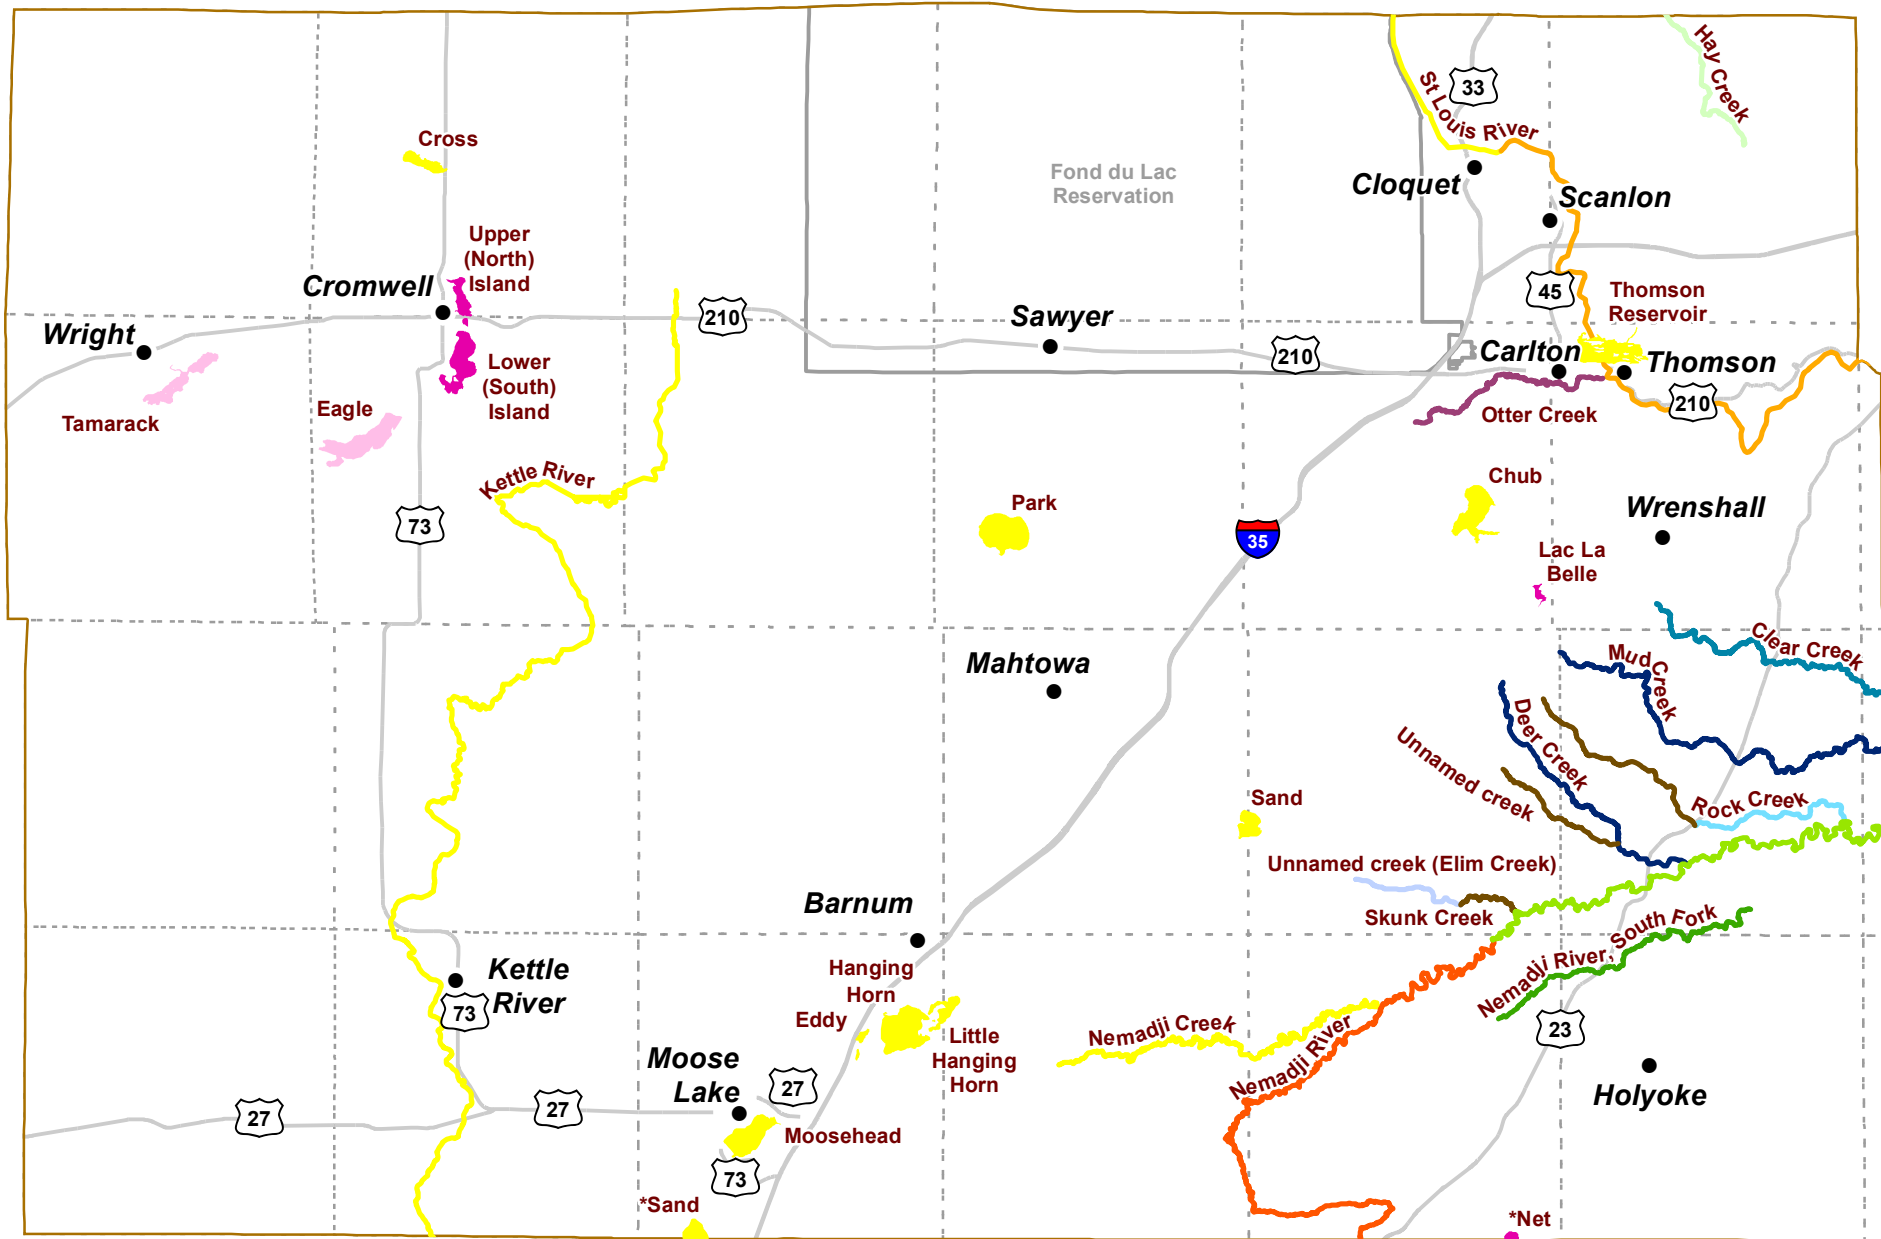 Hay Creek
33
St Louis River
Cross
Fond du Lac
Reservation
Cloquet
Scanlon
Upper
(North)
Island
Cromwell
45
Thomson
Reservoir
210
Sawyer
Wright
210
Carlton
Thomson
Lower
(South)
Island
210
Tamarack
Eagle
Otter Creek
Kettle River
Chub
Park
Wrenshall
73
35
Lac La
Belle
Clear Creek
Mud Creek
Mahtowa
Deer Creek
Unnamed creek
Sand
Rock Creek
Unnamed creek (Elim Creek)
Barnum
Skunk Creek
Nemadji River, South Fork
Kettle
River
Hanging
Horn
73
Eddy
Little
Hanging
Horn
Nemadji Creek
Nemadji River
23
Moose
Lake
27
Holyoke
27
27
Moosehead
73
*Sand
*Net